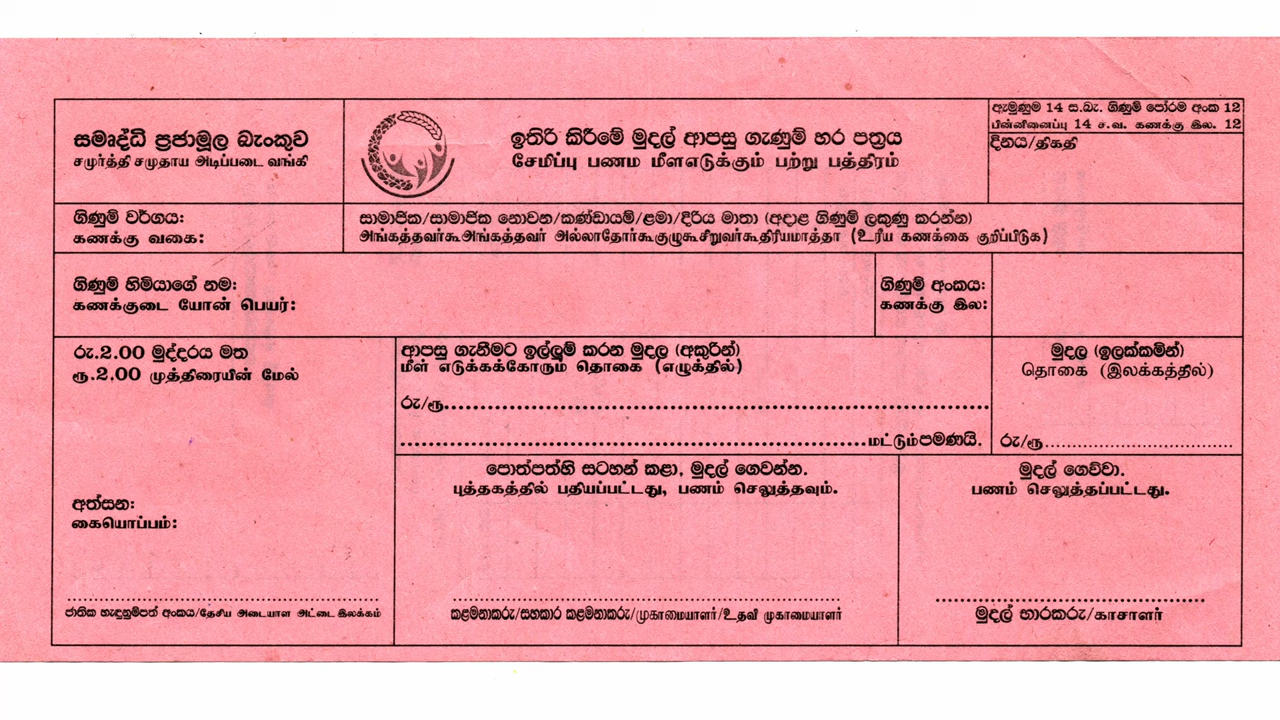 සමෘද්ධි ප්‍රජාමූල බැංකුව
சமுர்த்தி சமுதாய அடிப்படை வங்கி
ඉතිරි කිරීමේ මුදල් ආපසු ගැණුම් හර පත්‍රය
சேமிப்பு பணம மீளஎடுக்கும் பற்று பத்திரம்
ඇමුණුම 14 ස.බැ. ගිණුම් පෝරම අංක 12
பின்னிணைப்பு 14 ச.வ. கணக்கு இல. 12
දිනය/திகதி
ගිණුම් වර්ගය:
கணக்கு வகை:
සාමාජික/සාමාජික නොවන/කණ්ඩායම්/ළමා/දිරිය මාතා (අදාළ ගිණුම් ලකුණු කරන්න)
அங்கத்தவர்கூஅங்கத்தவர் அல்லாதோர்கூகுழுகூசிறுவர்கூதிரியமாத்தா (உரிய கணக்கை குறிப்பிடுக)
ගිණුම් හිමියාගේ නම:
கணக்குடை யோன் பெயர்:
ගිණුම් අංකය:
கணக்கு இல:
රු.2.00 මුද්දරය මත
ரூ.2.00 முத்திரையின் மேல்
ආපසු ගැනීමට ඉල්ලුම් කරන මුදල (අකුරින්)
மீள் எடுக்கக்கோரும் தொகை (எழுக்தில்)
රු/ரூ.................................................................
.................................................................மட்டும்පමණයි.
මුදල (ඉලක්කමින්)
தொகை (இலக்கத்தில்)
රු/ரூ.................................
අත්සන:
கையொப்பம்:
ජාතික හැඳුනුම්පත් අංකය/தேசிய அடையாள அட்டை இலக்கம்
පොත්පත්හි සටහන් කළා, මුදල් ගෙවන්න.
புத்தகத்தில் பதியப்பட்டது, பணம் செலுத்தவும்.
කළමනාකරු/සහකාර කළමනාකරු/முகாமையாளர்/உதவி முகாமையாளர்
මුදල් ගෙව්වා.
பணம் செலுத்தப்பட்டது.
මුදල් භාරකරු/காசாளர்